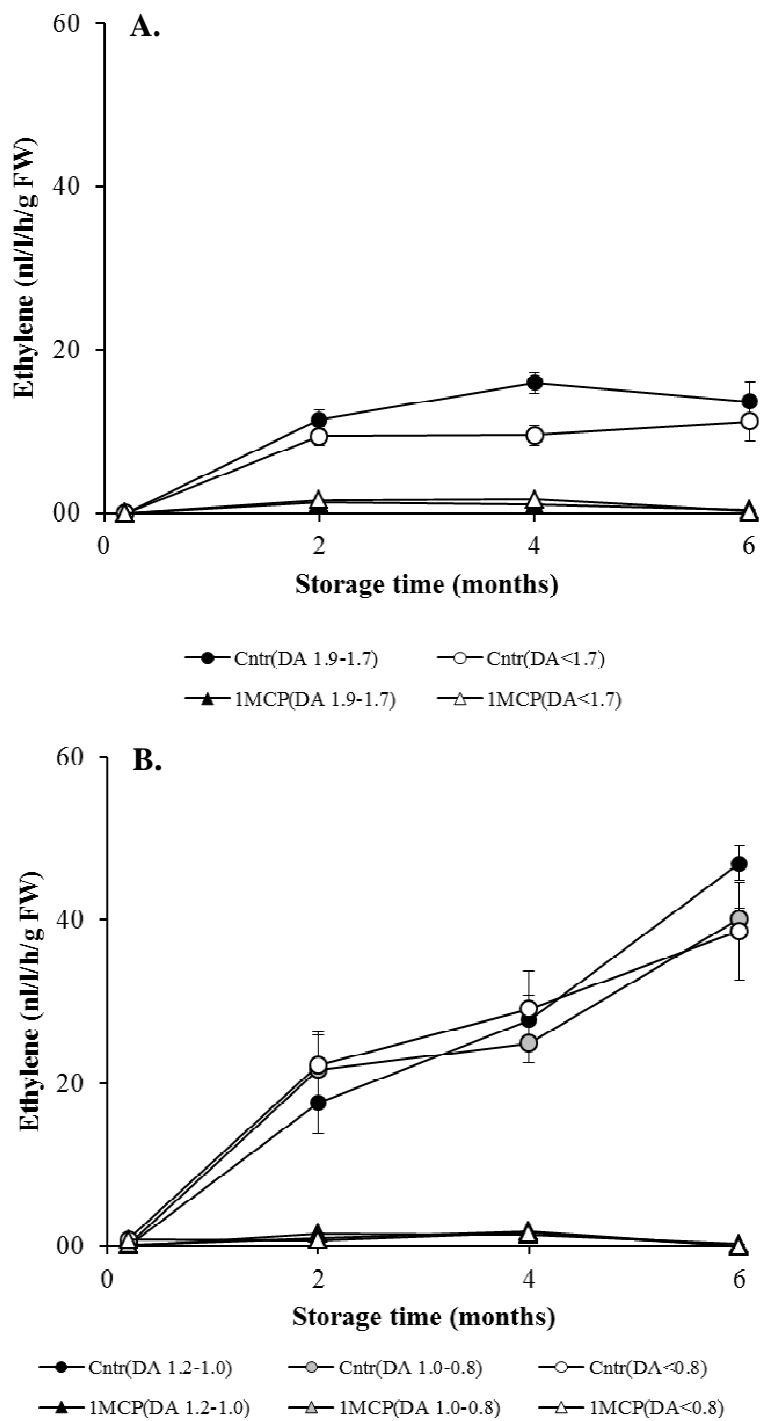 A.
60
40
20
00
Ethylene (nl/l/h/g FW)
0 2 4 6
Storage time (months)
Cntr(DA 1.9-1.7) Cntr(DA<1.7)
1MCP(DA 1.9-1.7) 1MCP(DA<1.7)
B.
60
40
20
00
Ethylene (nl/l/h/g FW)
0 2 4 6
Storage time (months)
Cntr(DA 1.2-1.0) Cntr(DA 1.0-0.8) Cntr(DA<0.8)
1MCP(DA 1.2-1.0) 1MCP(DA 1.0-0.8) 1MCP(DA<0.8)